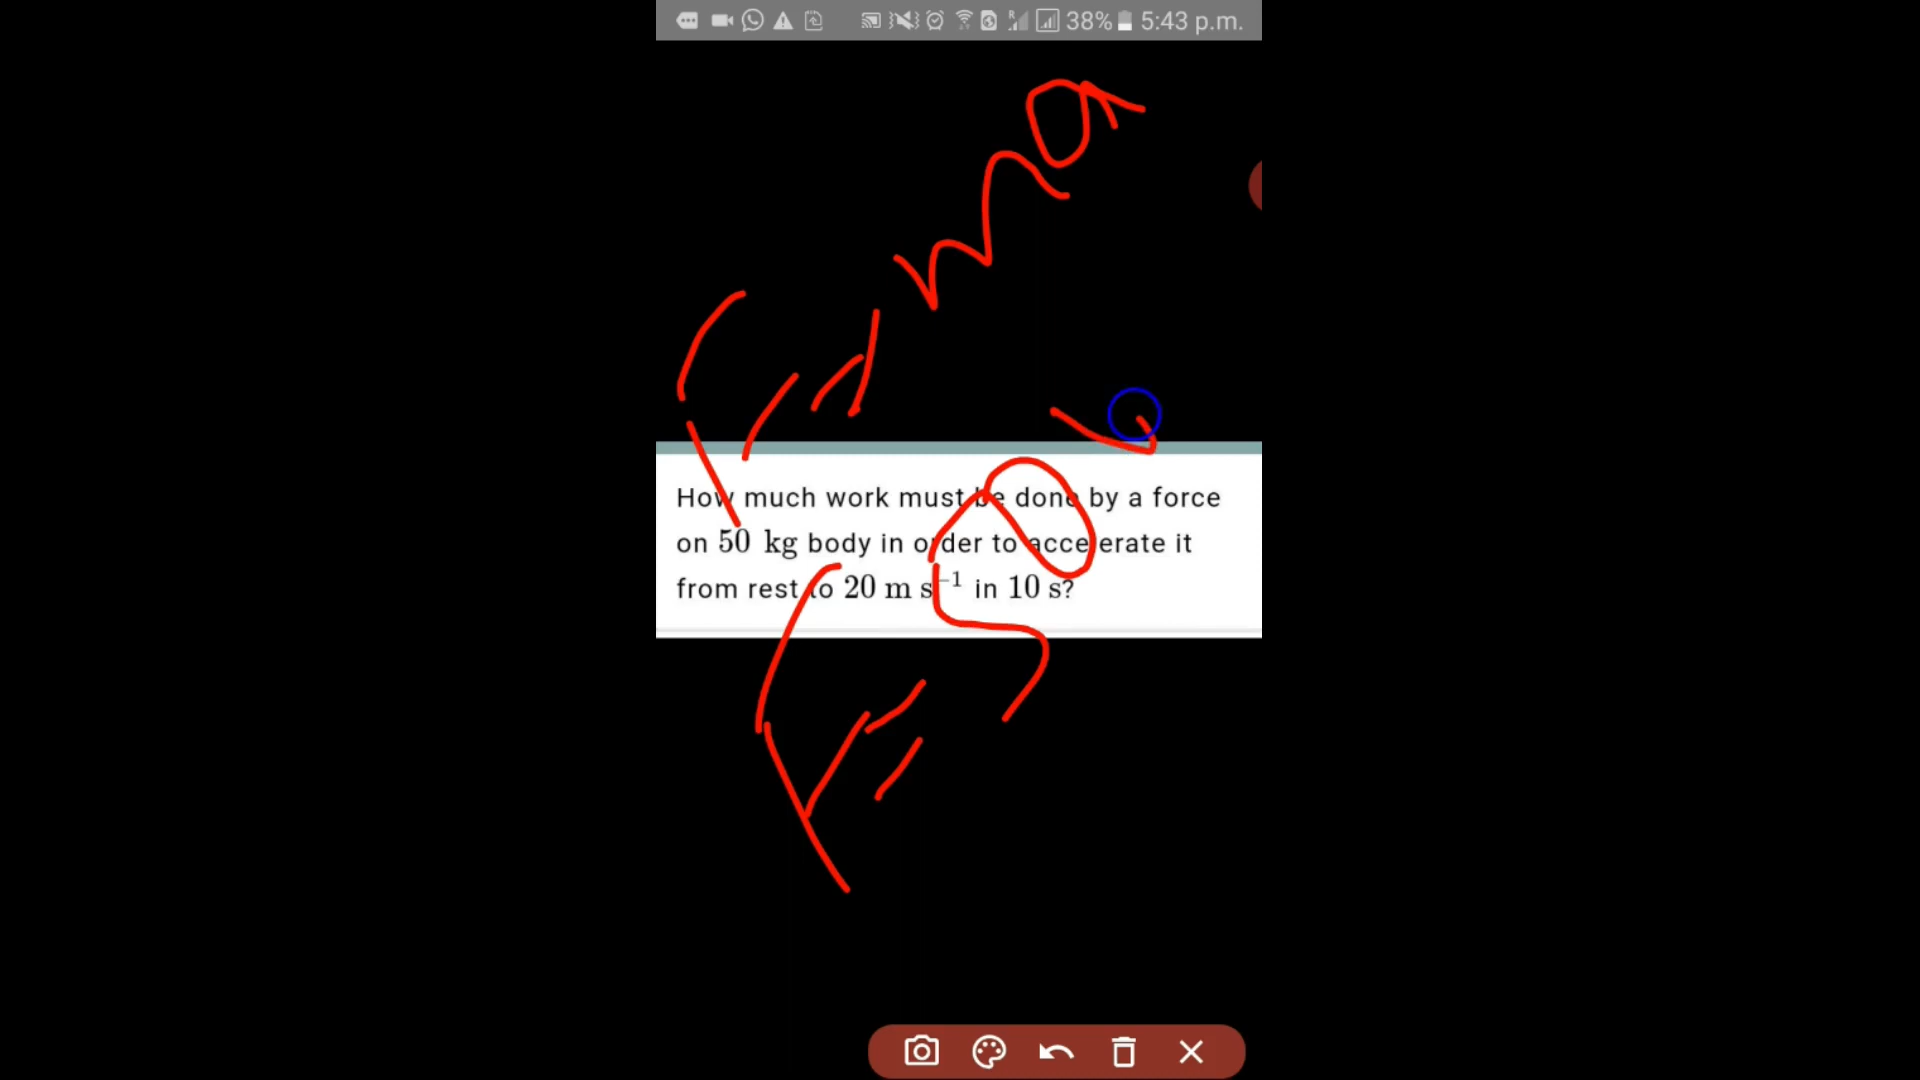 38% 5:43 p.m.
F = ma
How much work must be done by a force
on 50 kg body in order to accelerate it
from rest to 20 m s⁻¹ in 10 s?